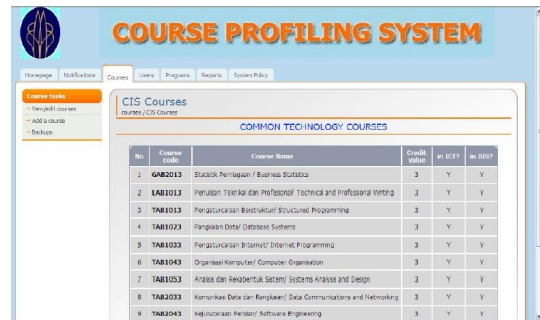 COURSE PROFILING SYSTEM
Homepage Notifications Courses Users Programs Reports System Policy
Course tasks
View/edit courses
Add a course
Backups
CIS Courses
courses / CIS Courses
COMMON TECHNOLOGY COURSES
No Course code Course Name Credit value in ICT? in BIS?
1 GAB2013 Statistik Perniagaan / Business Statistics 3 Y Y
2 LAB1013 Penulisan Teknikal dan Profesional/ Technical and Professional Writing 3 Y Y
3 TAB1013 Pengaturcaraan Berstruktur/ Structured Programming 3 Y Y
4 TAB1023 Pangkalan Data/ Database Systems 3 Y Y
5 TAB1033 Pengaturcaraan Internet/ Internet Programming 3 Y Y
6 TAB1043 Organisasi Komputer/ Computer Organisation 3 Y Y
7 TAB1053 Analisa dan Rekabentuk Sistem/ Systems Analysis and Design 3 Y Y
8 TAB2033 Komunikasi Data dan Rangkaian/ Data Communications and Networking 3 Y Y
9 TAB2043 Kejuruteraan Perisian/ Software Engineering 3 Y Y